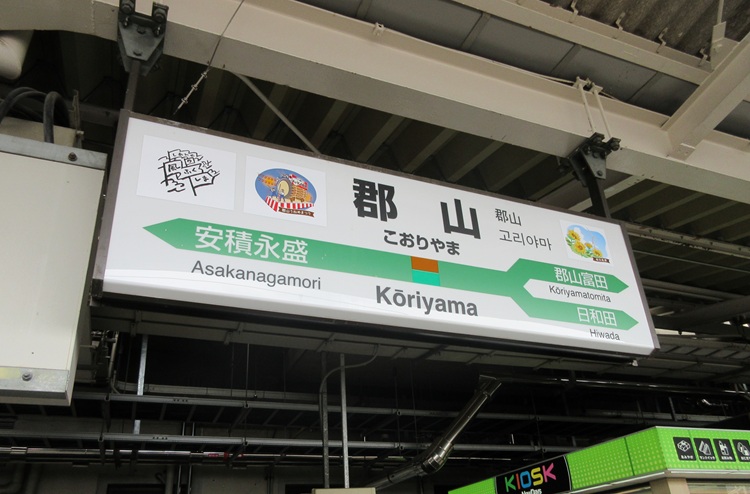 郡山
こおりやま
郡山
고리야마
安積永盛
Asakanagamori
Kōriyama
郡山富田
Kōriyamatomita
日和田
Hiwada
KIOSK
NewDays